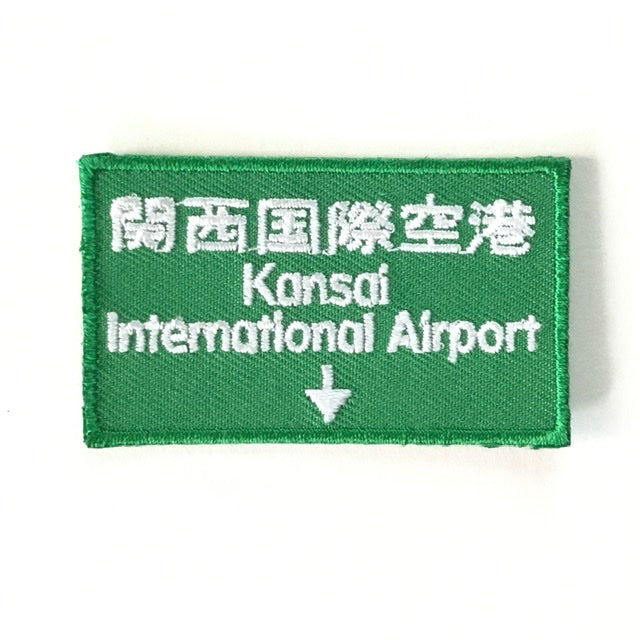 関西国際空港
Kansai
International Airport